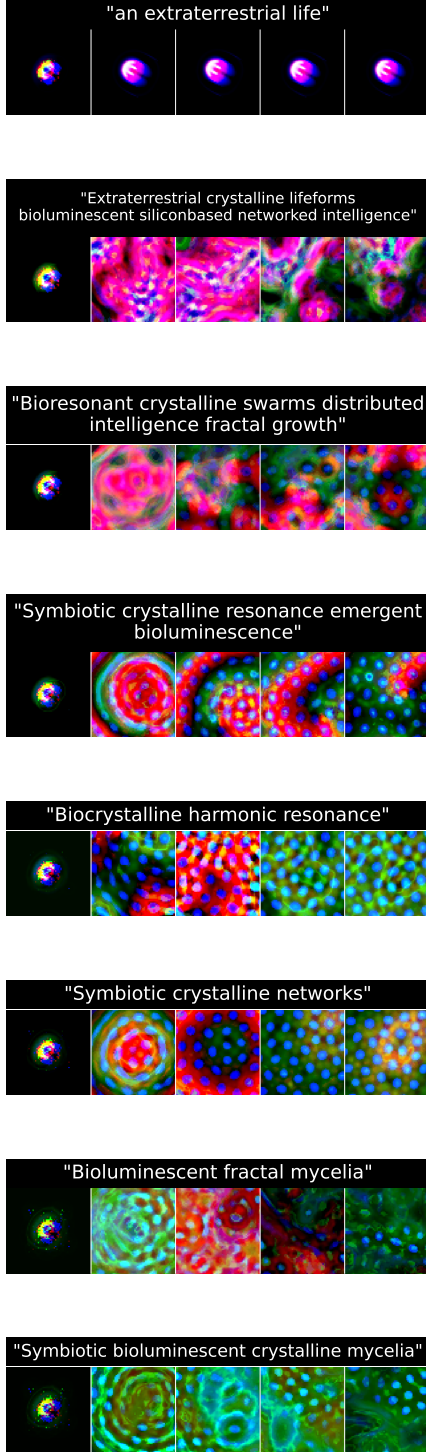 "an extraterrestrial life"
"Extraterrestrial crystalline lifeforms
bioluminescent siliconbased networked intelligence"
"Bioresonant crystalline swarms distributed
intelligence fractal growth"
"Symbiotic crystalline resonance emergent
bioluminescence"
"Biocrystalline harmonic resonance"
"Symbiotic crystalline networks"
"Bioluminescent fractal mycelia"
"Symbiotic bioluminescent crystalline mycelia"